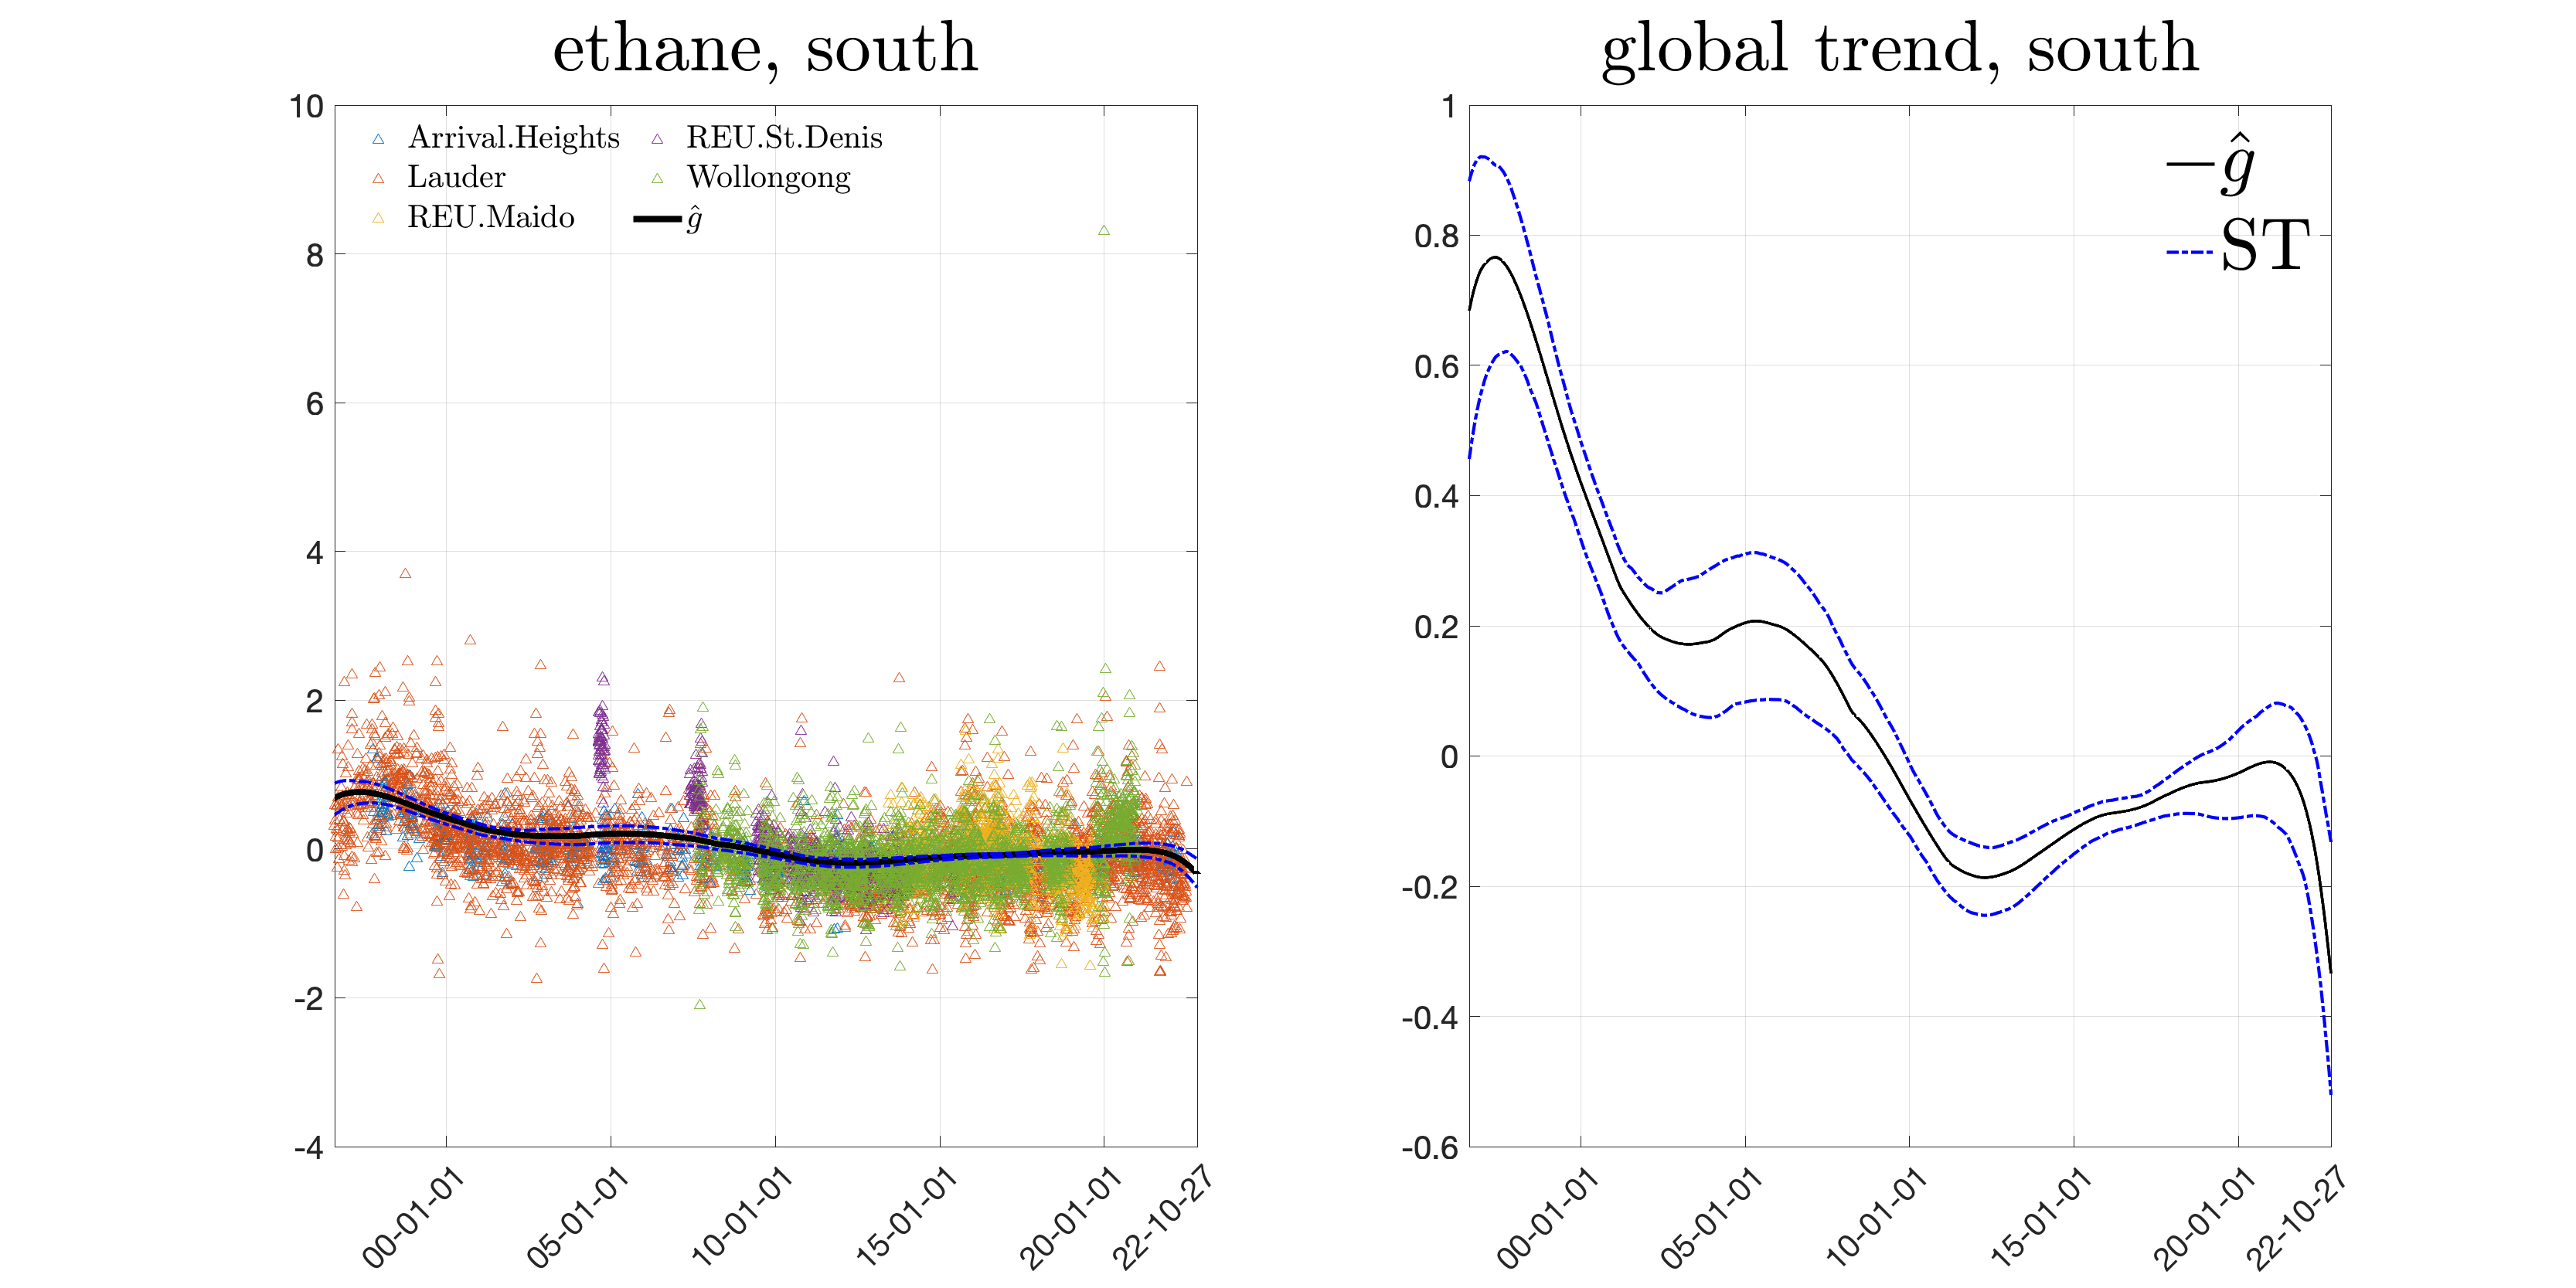 ethane, south
10
8
6
4
2
0
-2
-4
Arrival.Heights
Lauder
REU.Maido
REU.St.Denis
Wollongong
ĝ
00-01-01
05-01-01
10-01-01
15-01-01
20-01-01
22-10-27
global trend, south
1
0.8
0.6
0.4
0.2
0
-0.2
-0.4
-0.6
ĝ
ST
00-01-01
05-01-01
10-01-01
15-01-01
20-01-01
22-10-27